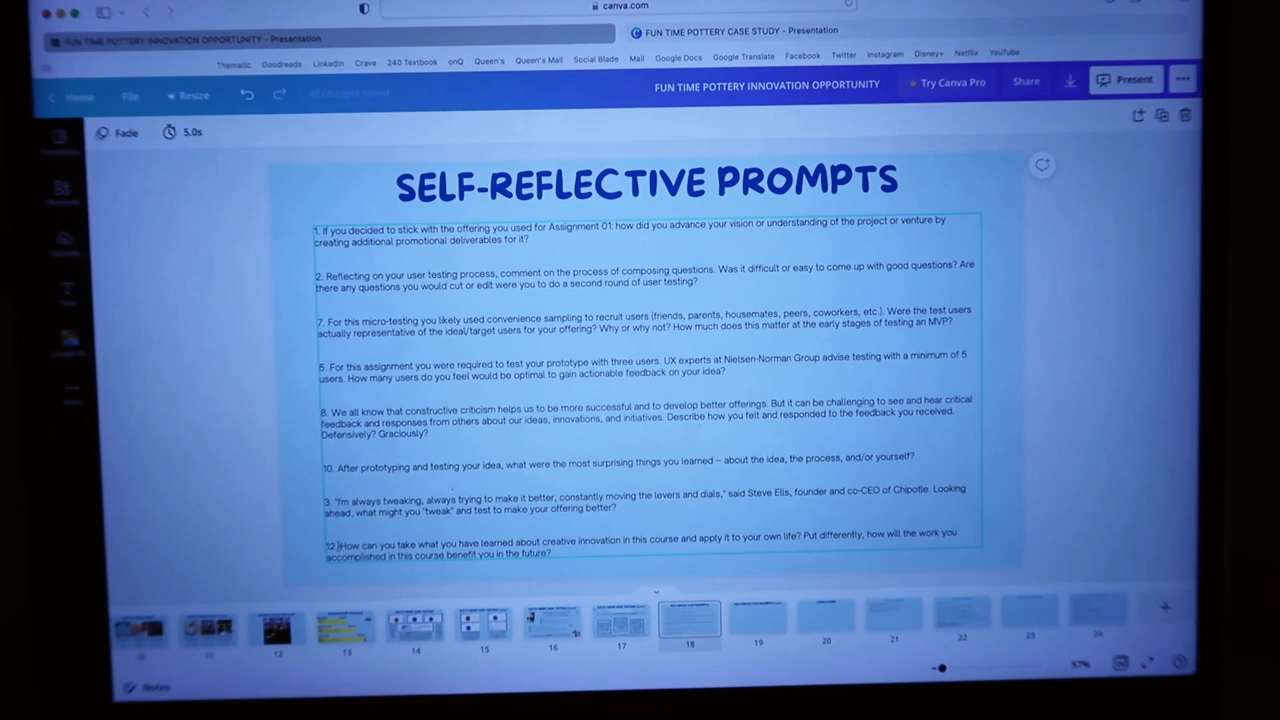 canva.com
FUN TIME POTTERY INNOVATION OPPORTUNITY - Presentation
FUN TIME POTTERY CASE STUDY - Presentation
Thematic Goodreads LinkedIn Crave 240 Textbook onQ Queen's Queen's Mail Social Blade Mail Google Docs Google Translate Facebook Twitter Instagram Disney+ Netflix YouTube
Home File Resize All changes saved FUN TIME POTTERY INNOVATION OPPORTUNITY Try Canva Pro Share Present
Fade 5.0s
SELF-REFLECTIVE PROMPTS
1. If you decided to stick with the offering you used for Assignment 01: how did you advance your vision or understanding of the project or venture by
creating additional promotional deliverables for it?
2. Reflecting on your user testing process, comment on the process of composing questions. Was it difficult or easy to come up with good questions? Are
there any questions you would cut or edit were you to do a second round of user testing?
7. For this micro-testing you likely used convenience sampling to recruit users (friends, parents, housemates, peers, coworkers, etc.). Were the test users
actually representative of the ideal/target users for your offering? Why or why not? How much does this matter at the early stages of testing an MVP?
5. For this assignment you were required to test your prototype with three users. UX experts at Nielsen-Norman Group advise testing with a minimum of 5
users. How many users do you feel would be optimal to gain actionable feedback on your idea?
8. We all know that constructive criticism helps us to be more successful and to develop better offerings. But it can be challenging to see and hear critical
feedback and responses from others about our ideas, innovations, and initiatives. Describe how you felt and responded to the feedback you received.
Defensively? Graciously?
10. After prototyping and testing your idea, what were the most surprising things you learned – about the idea, the process, and/or yourself?
3. "I'm always tweaking, always trying to make it better, constantly moving the levers and dials," said Steve Ells, founder and co-CEO of Chipotle. Looking
ahead, what might you "tweak" and test to make your offering better?
12. How can you take what you have learned about creative innovation in this course and apply it to your own life? Put differently, how will the work you
accomplished in this course benefit you in the future?
12 13 14 15 16 17 18 19 20 21 22 23 24
Notes 57%